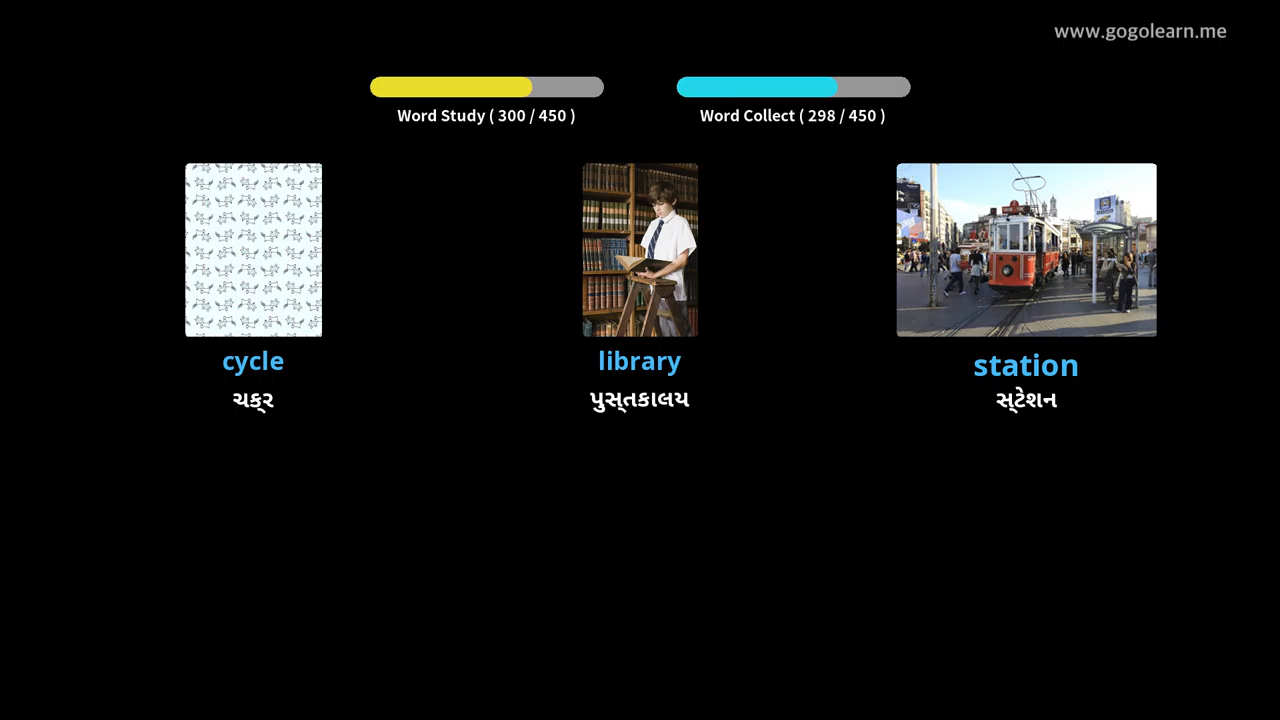 www.gogolearn.me
Word Study ( 300 / 450 )
Word Collect ( 298 / 450 )
cycle
ચક્ર
library
પુસ્તકાલય
station
સ્ટેશન